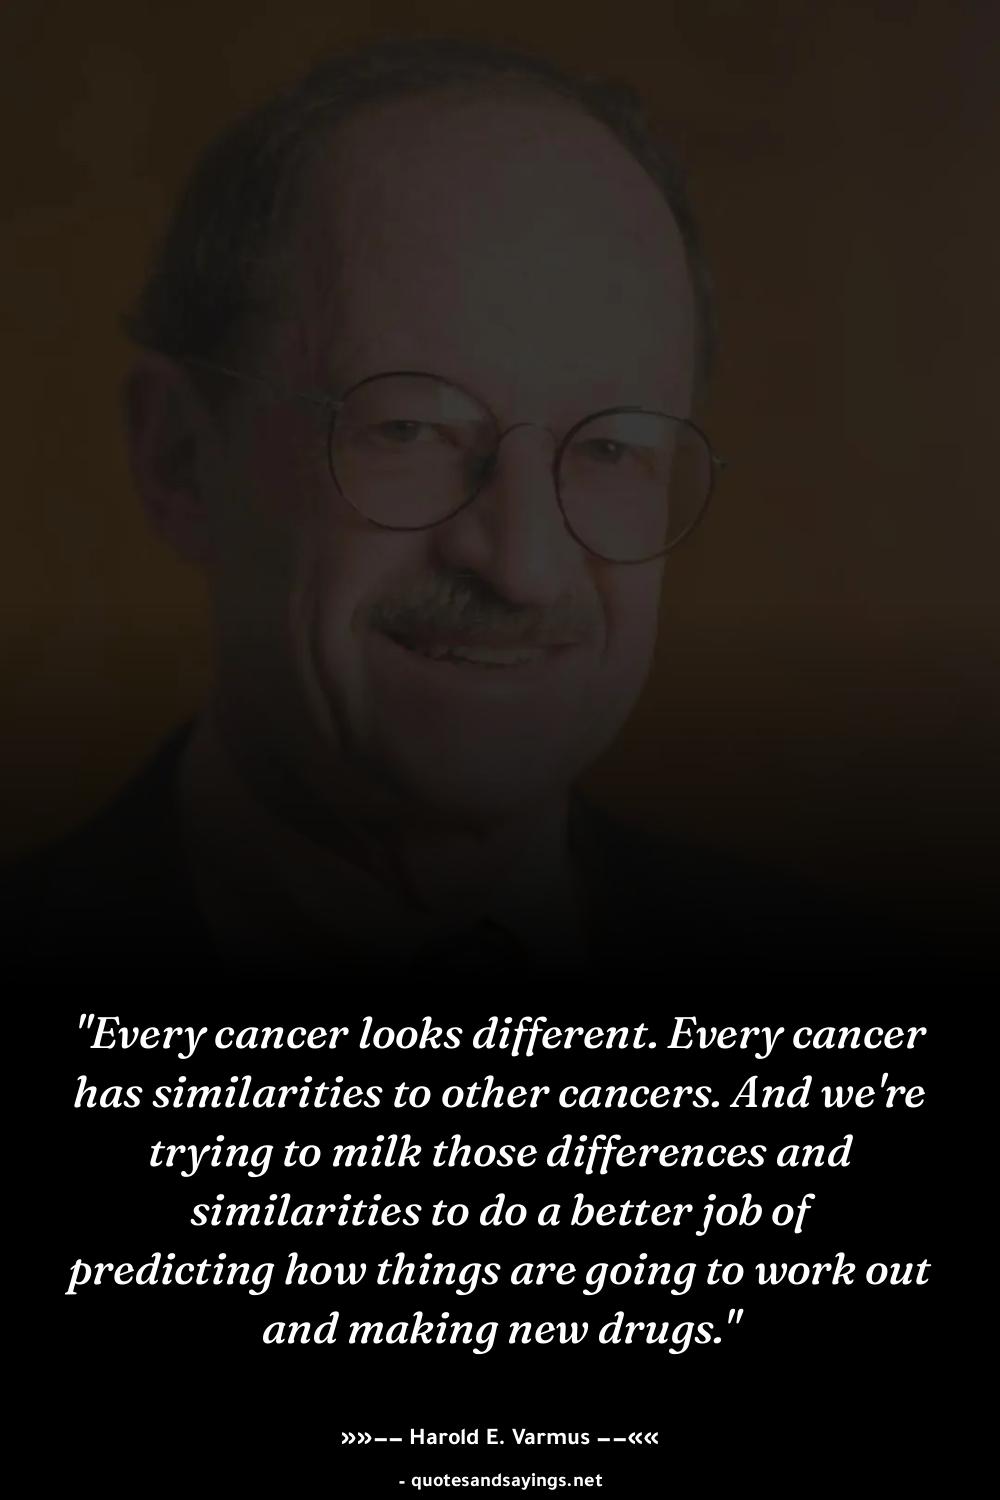 "Every cancer looks different. Every cancer
has similarities to other cancers. And we're
trying to milk those differences and
similarities to do a better job of
predicting how things are going to work out
and making new drugs."
»»-- Harold E. Varmus --««
- quotesandsayings.net